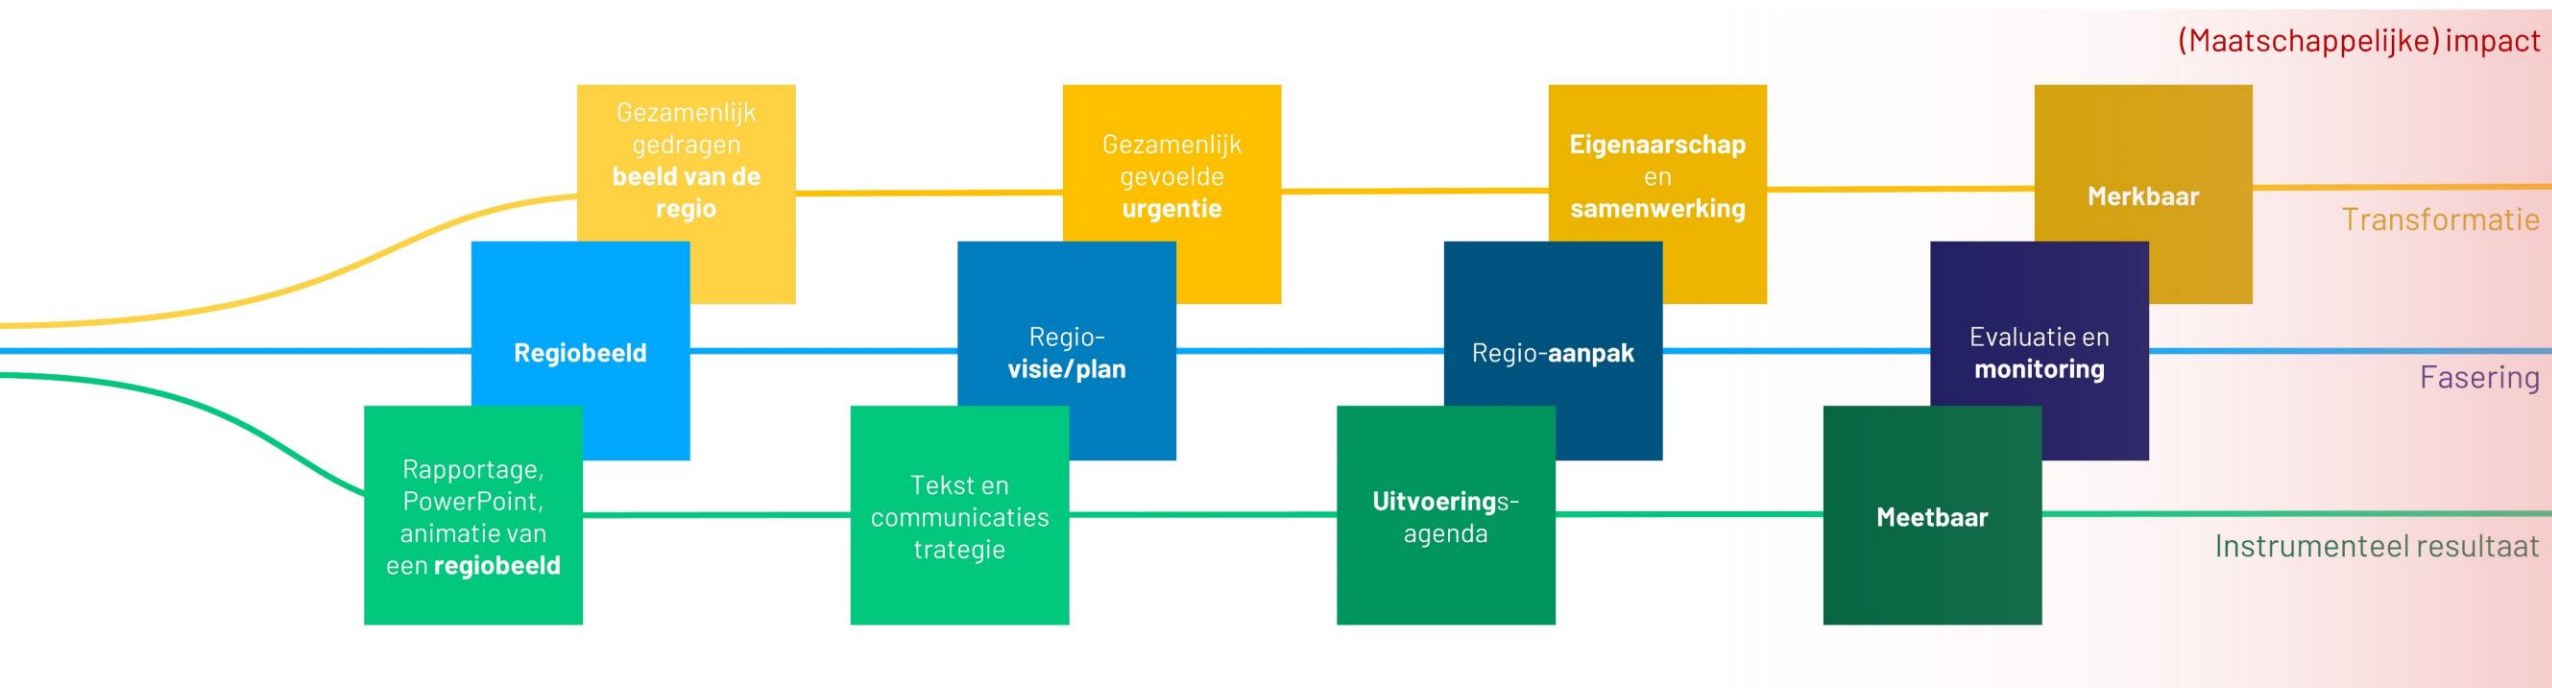 (Maatschappelijke) impact
Gezamenlijk
gedragen
beeld van de
regio
Gezamenlijk
gevoelde
urgentie
Eigenaarschap
en
samenwerking
Merkbaar
Transformatie
Regiobeeld
Regio-
visie/plan
Regio-aanpak
Evaluatie en
monitoring
Fasering
Rapportage,
PowerPoint,
animatie van
een regiobeeld
Tekst en
communicaties
trategie
Uitvoerings-
agenda
Meetbaar
Instrumenteel resultaat